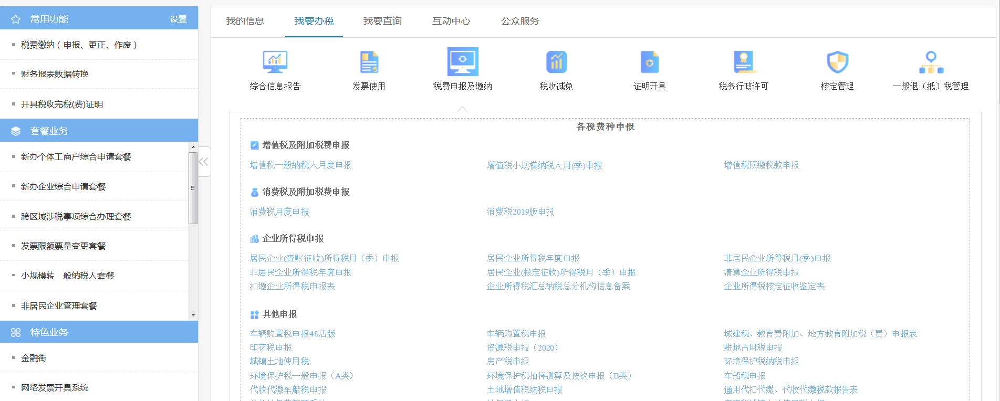 常用功能 设置
税费缴纳（申报、更正、作废）
财务报表数据转换
开具税收完税(费)证明
套餐业务
新办个体工商户综合申请套餐
新办企业综合申请套餐
跨区域涉税事项综合办理套餐
发票限额票量变更套餐
小规模转一般纳税人套餐
非居民企业管理套餐
特色业务
金融街
网络发票开具系统
我的信息 我要办税 我要查询 互动中心 公众服务
综合信息报告 发票使用 税费申报及缴纳 税收减免 证明开具 税务行政许可 核定管理 一般退（抵）税管理
各税费种申报
增值税及附加税费申报
增值税一般纳税人月度申报 增值税小规模纳税人月(季)申报 增值税预缴税款申报
消费税及附加税费申报
消费税月度申报 消费税2019版申报
企业所得税申报
居民企业(查账征收)所得税月（季）申报 居民企业所得税年度申报 非居民企业所得税月(季)申报
非居民企业所得税年度申报 居民企业(核定征收)所得税月（季）申报 清算企业所得税申报
扣缴企业所得税申报表 企业所得税汇总纳税总分机构信息备案 企业所得税核定征收鉴定表
其他申报
车辆购置税申报4S店版 车辆购置税申报 城建税、教育费附加、地方教育附加税（费）申报表
印花税申报 资源税申报（2020） 耕地占用税申报
城镇土地使用税 房产税申报 环境保护税纳税申报
环境保护税一般申报（A类） 环境保护税抽样测算及按次申报（B类） 车船税申报
代收代缴车船税申报 土地增值税纳税日报 通用代扣代缴、代收代缴税款报告表